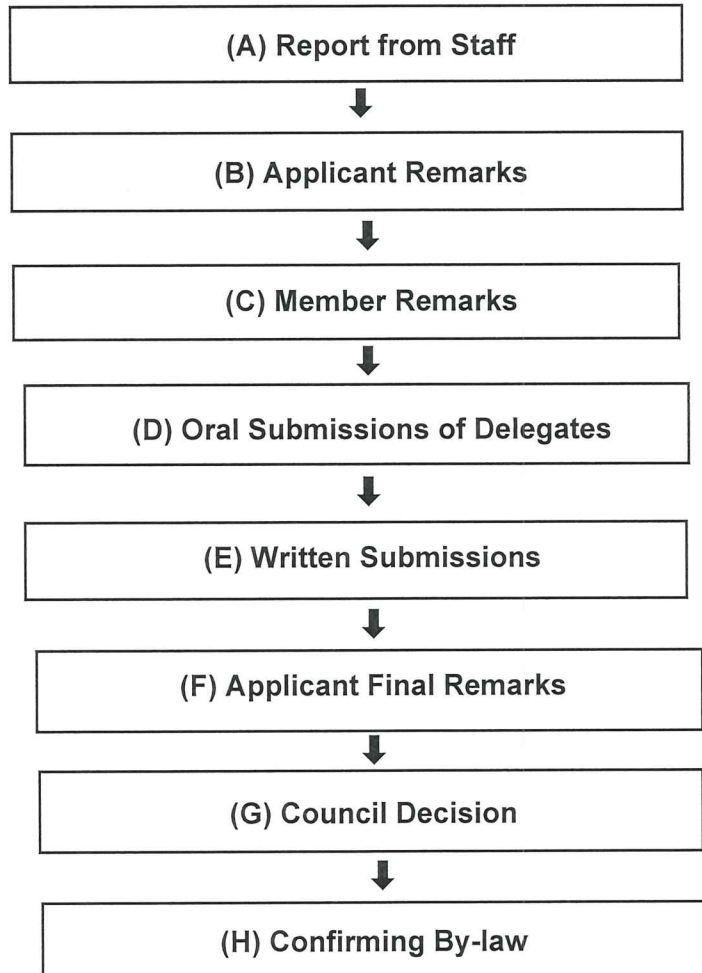 (A) Report from Staff
(B) Applicant Remarks
(C) Member Remarks
(D) Oral Submissions of Delegates
(E) Written Submissions
(F) Applicant Final Remarks
(G) Council Decision
(H) Confirming By-law